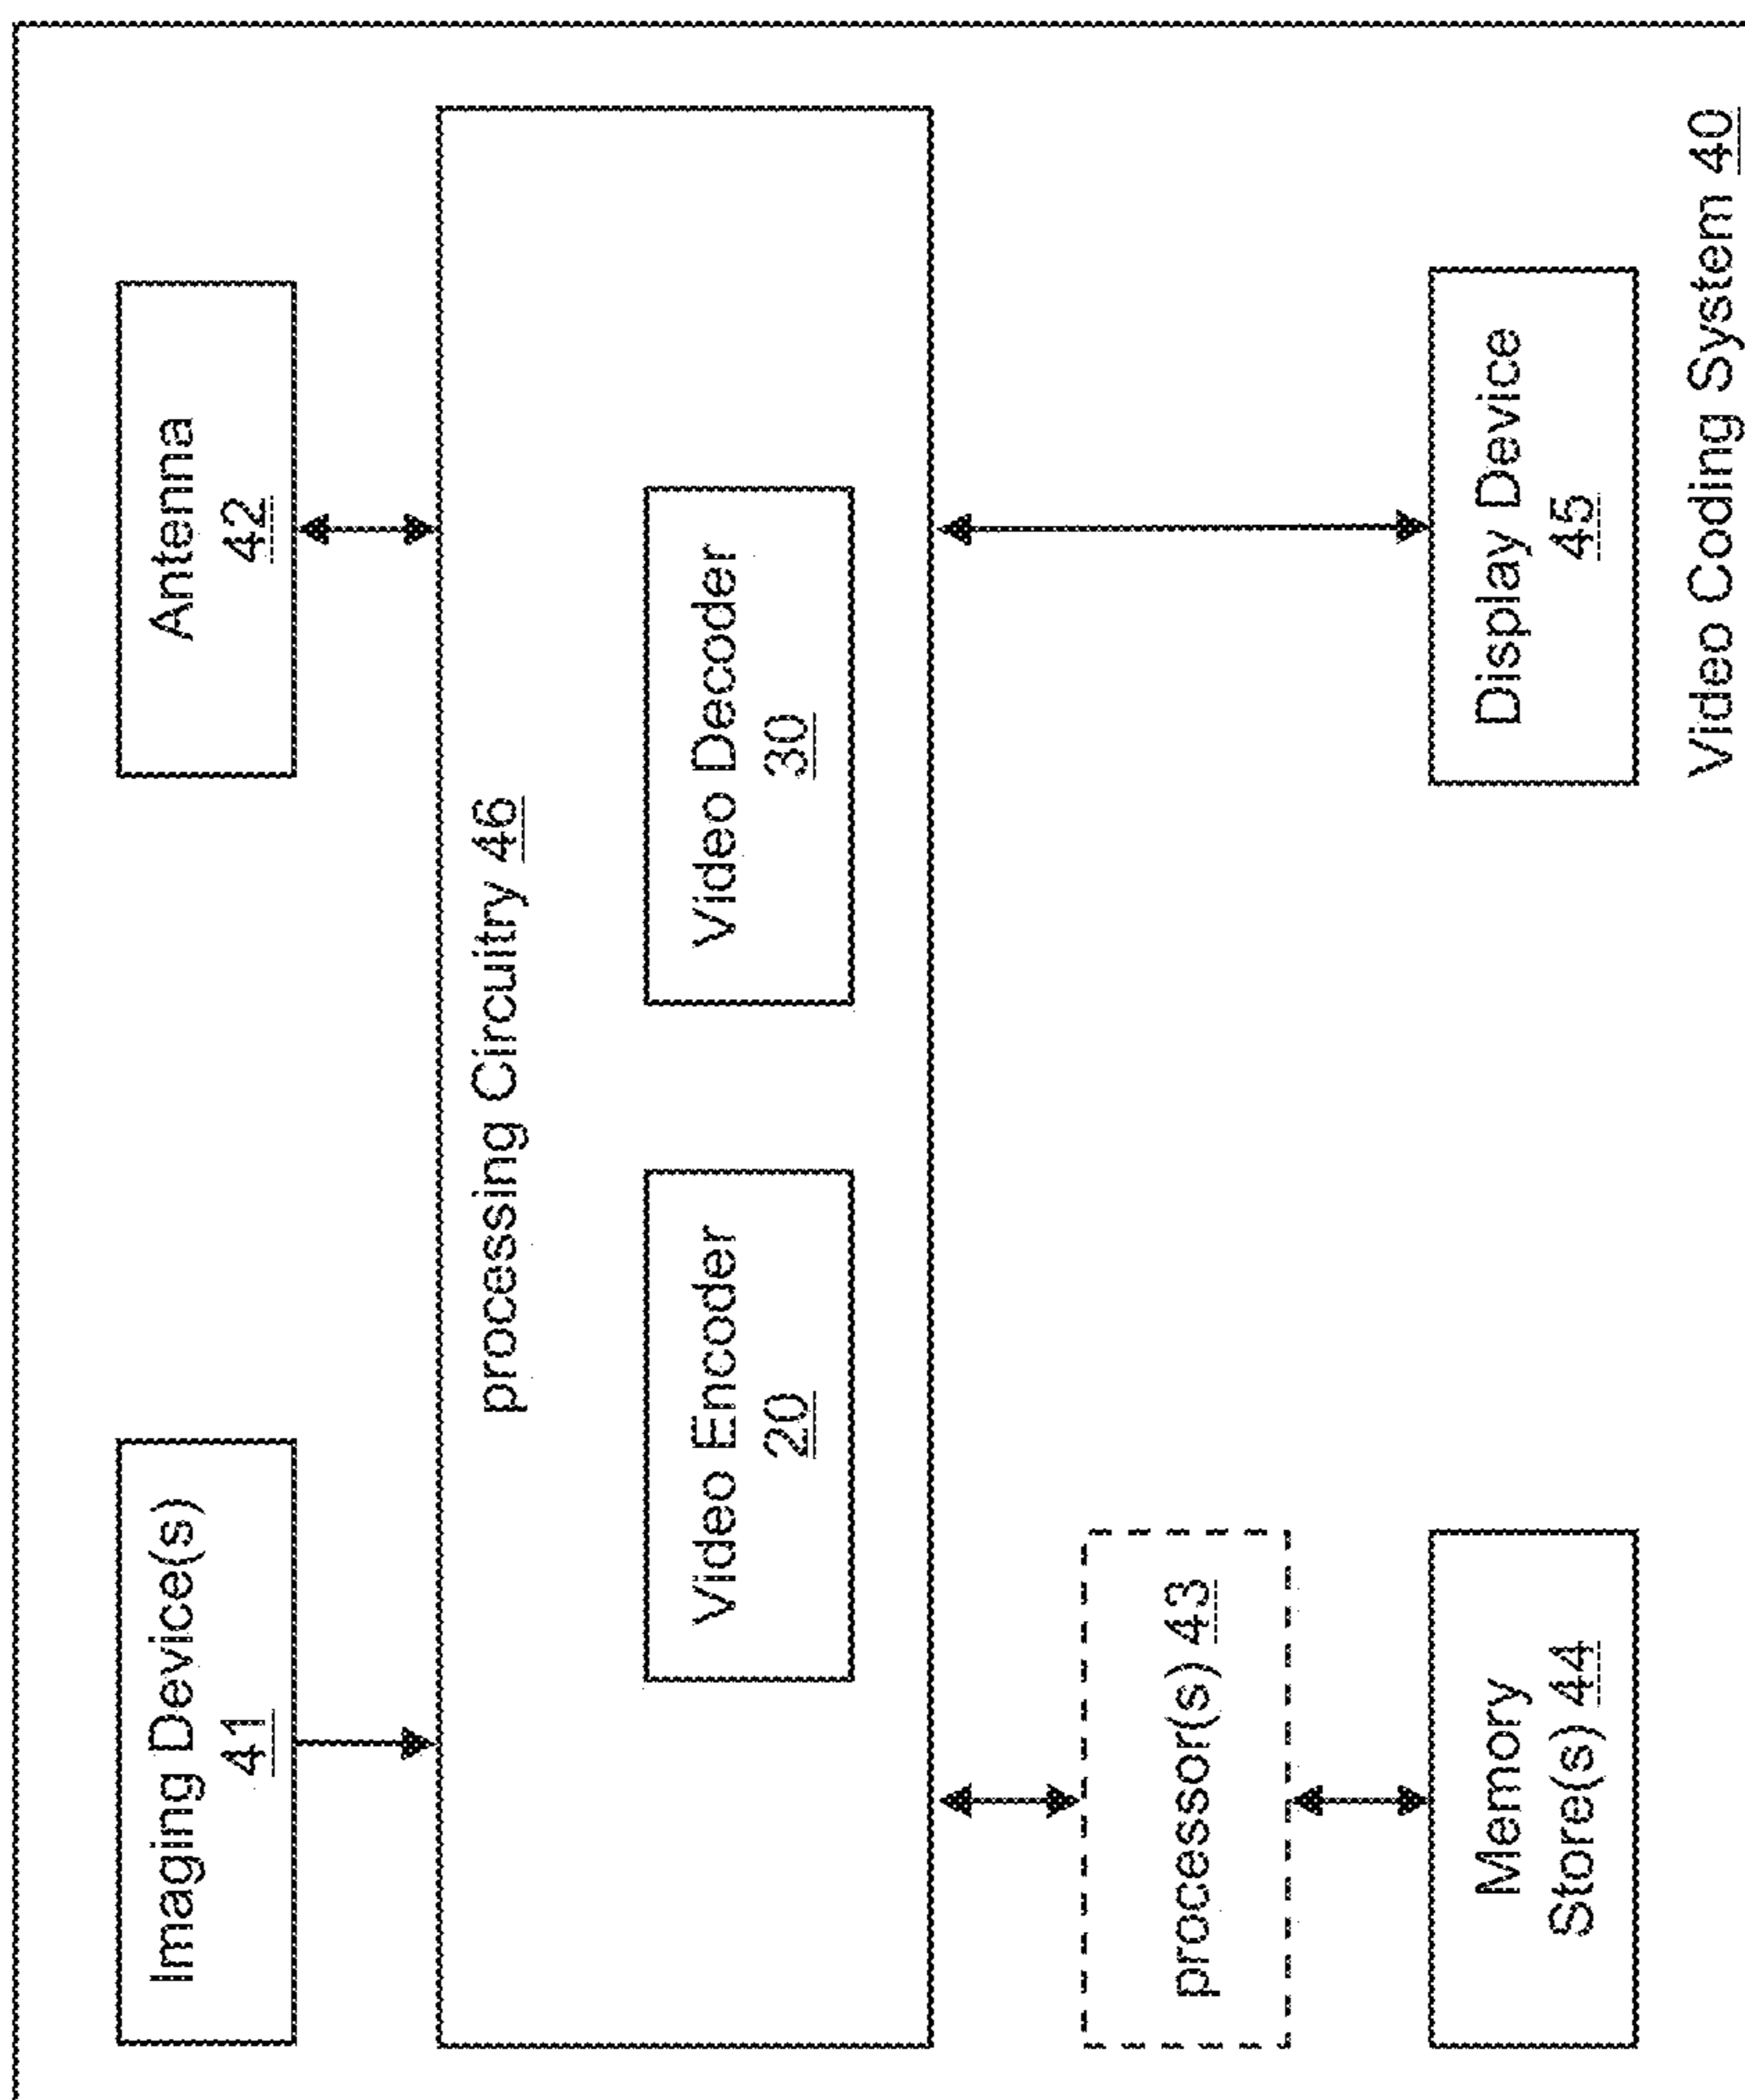 Imaging Device(s)
41
Antenna
42
processing Circuitry 46
Video Encoder
20
Video Decoder
30
processor(s) 43
Memory
Store(s) 44
Display Device
45
Video Coding System 40